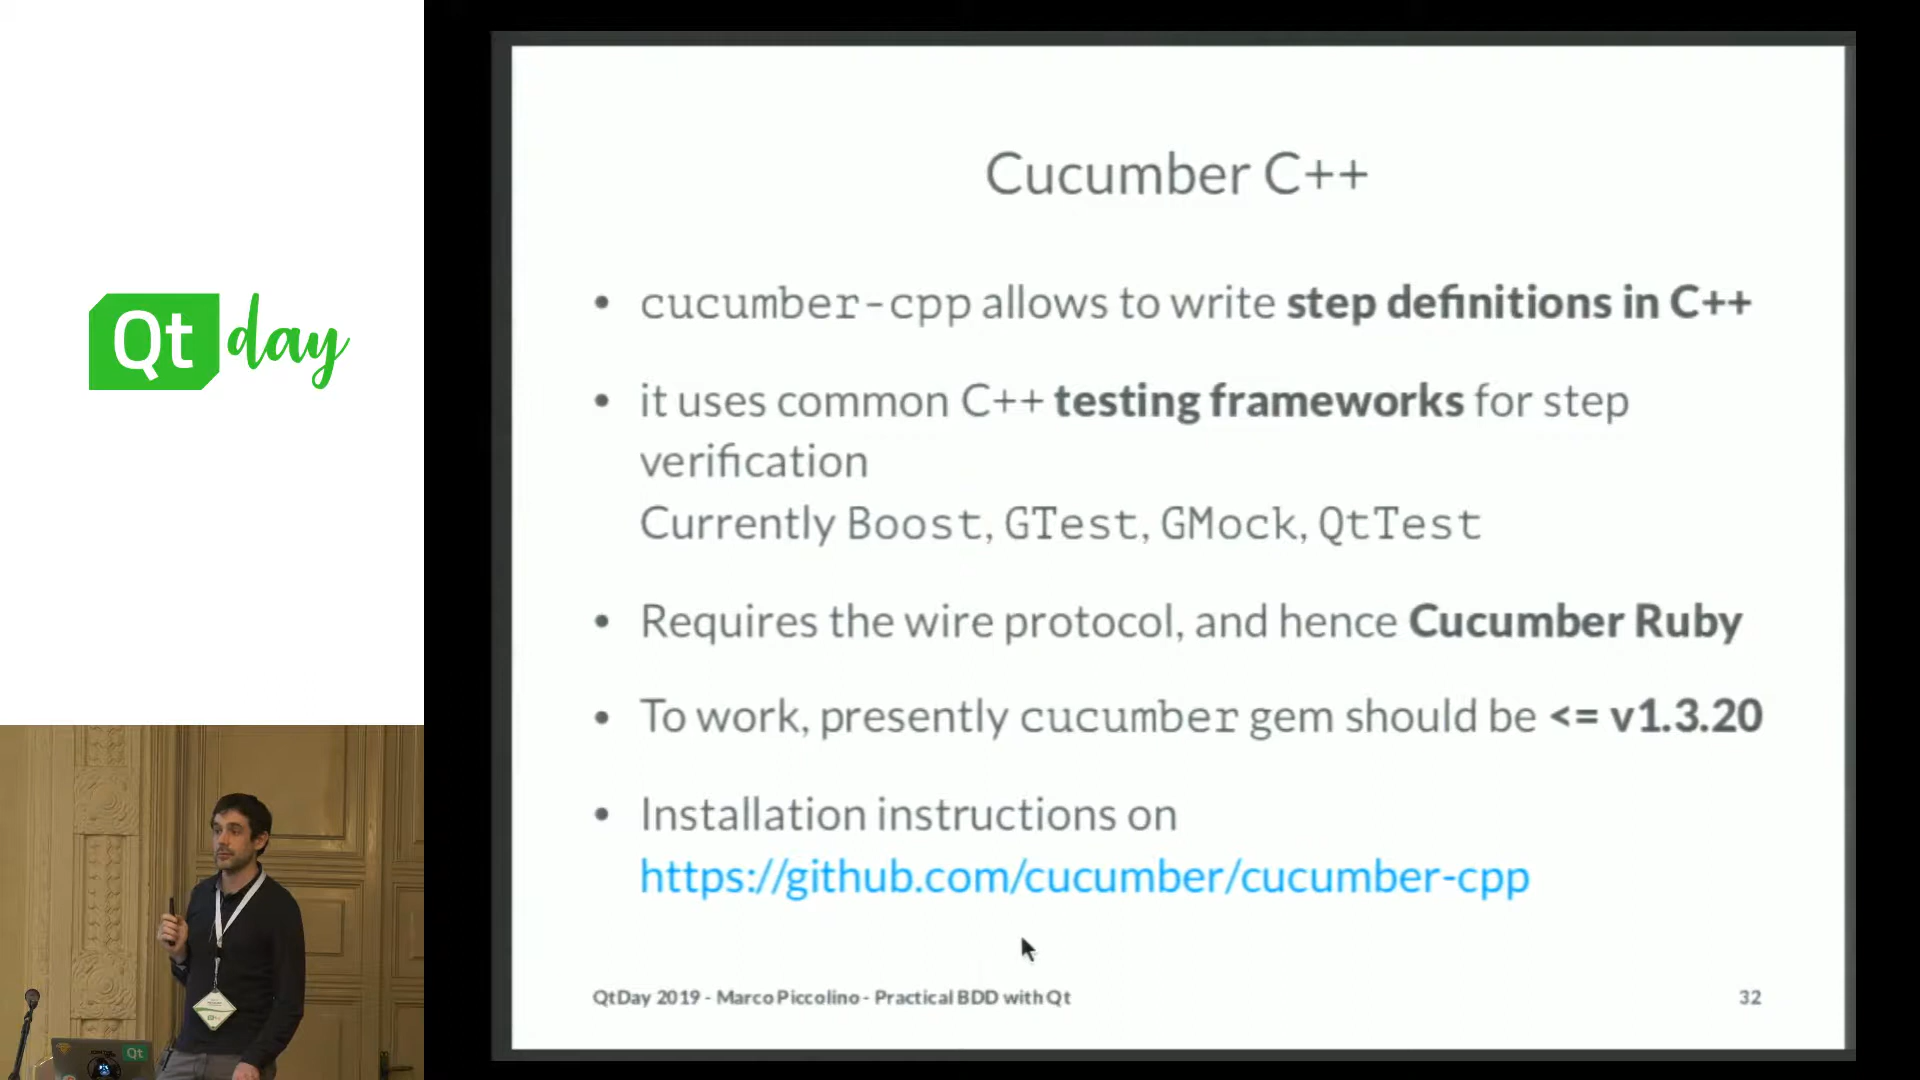 Qt day
Cucumber C++
• cucumber-cpp allows to write step definitions in C++
• it uses common C++ testing frameworks for step
verification
Currently Boost, GTest, GMock, QtTest
• Requires the wire protocol, and hence Cucumber Ruby
• To work, presently cucumber gem should be <= v1.3.20
• Installation instructions on
https://github.com/cucumber/cucumber-cpp
QtDay 2019 - Marco Piccolino - Practical BDD with Qt
32
Qt